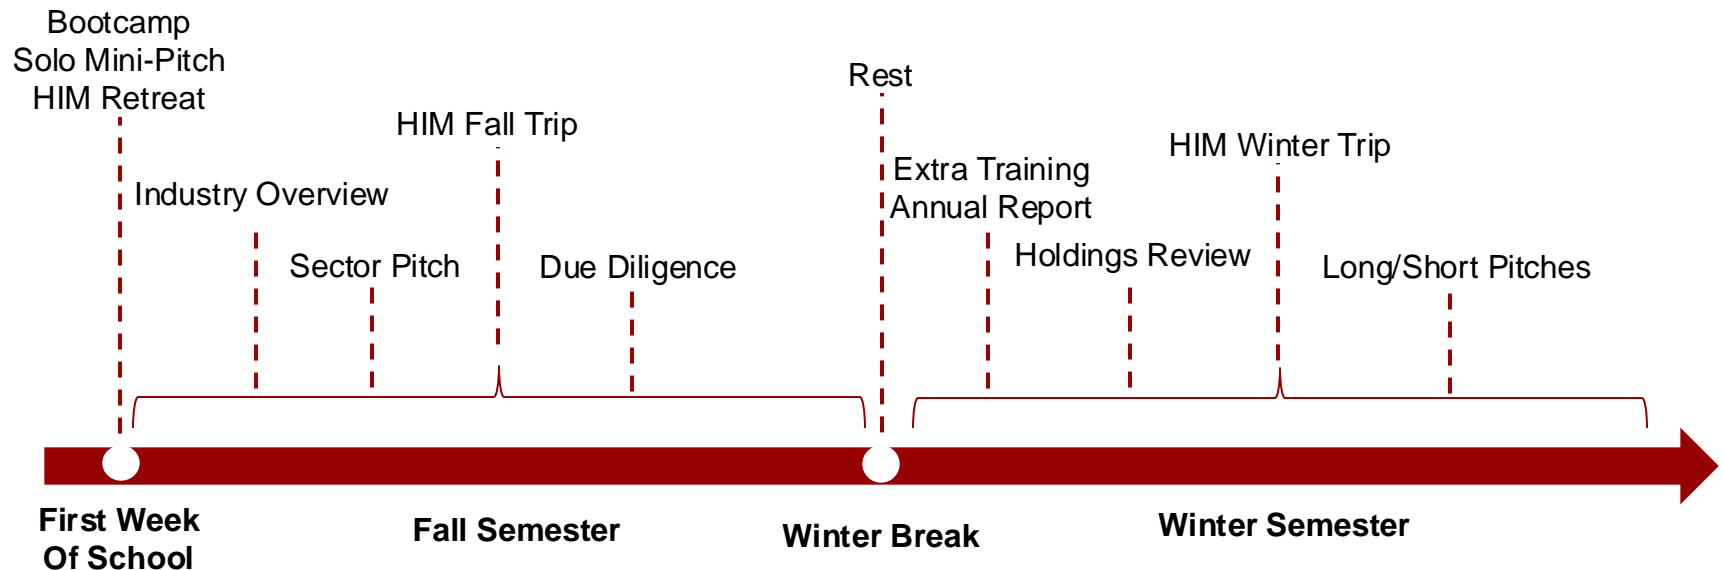 Bootcamp
Solo Mini-Pitch
HIM Retreat
Industry Overview
Sector Pitch
HIM Fall Trip
Due Diligence
Rest
Extra Training
Annual Report
Holdings Review
HIM Winter Trip
Long/Short Pitches
First Week
Of School
Fall Semester
Winter Break
Winter Semester